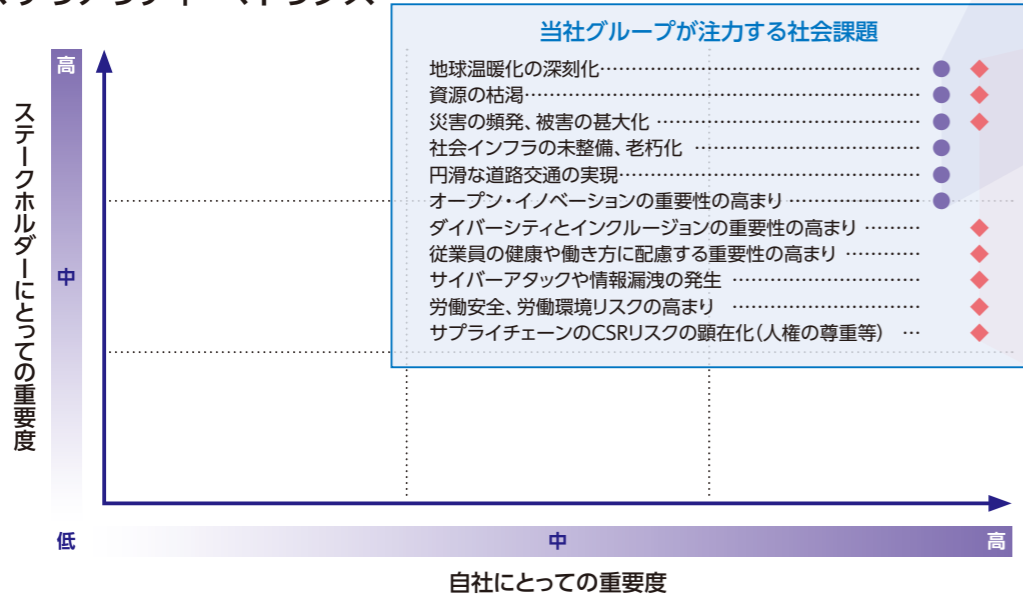 当社グループが注力する社会課題
地球温暖化の深刻化
資源の枯渇
災害の頻発、被害の甚大化
社会インフラの未整備、老朽化
円滑な道路交通の実現
オープン・イノベーションの重要性の高まり
ダイバーシティとインクルージョンの重要性の高まり
従業員の健康や働き方に配慮する重要性の高まり
サイバーアタックや情報漏洩の発生
労働安全、労働環境リスクの高まり
サプライチェーンのCSRリスクの顕在化(人権の尊重等)
高
中
低
ステークホルダーにとっての重要度
中
高
自社にとっての重要度